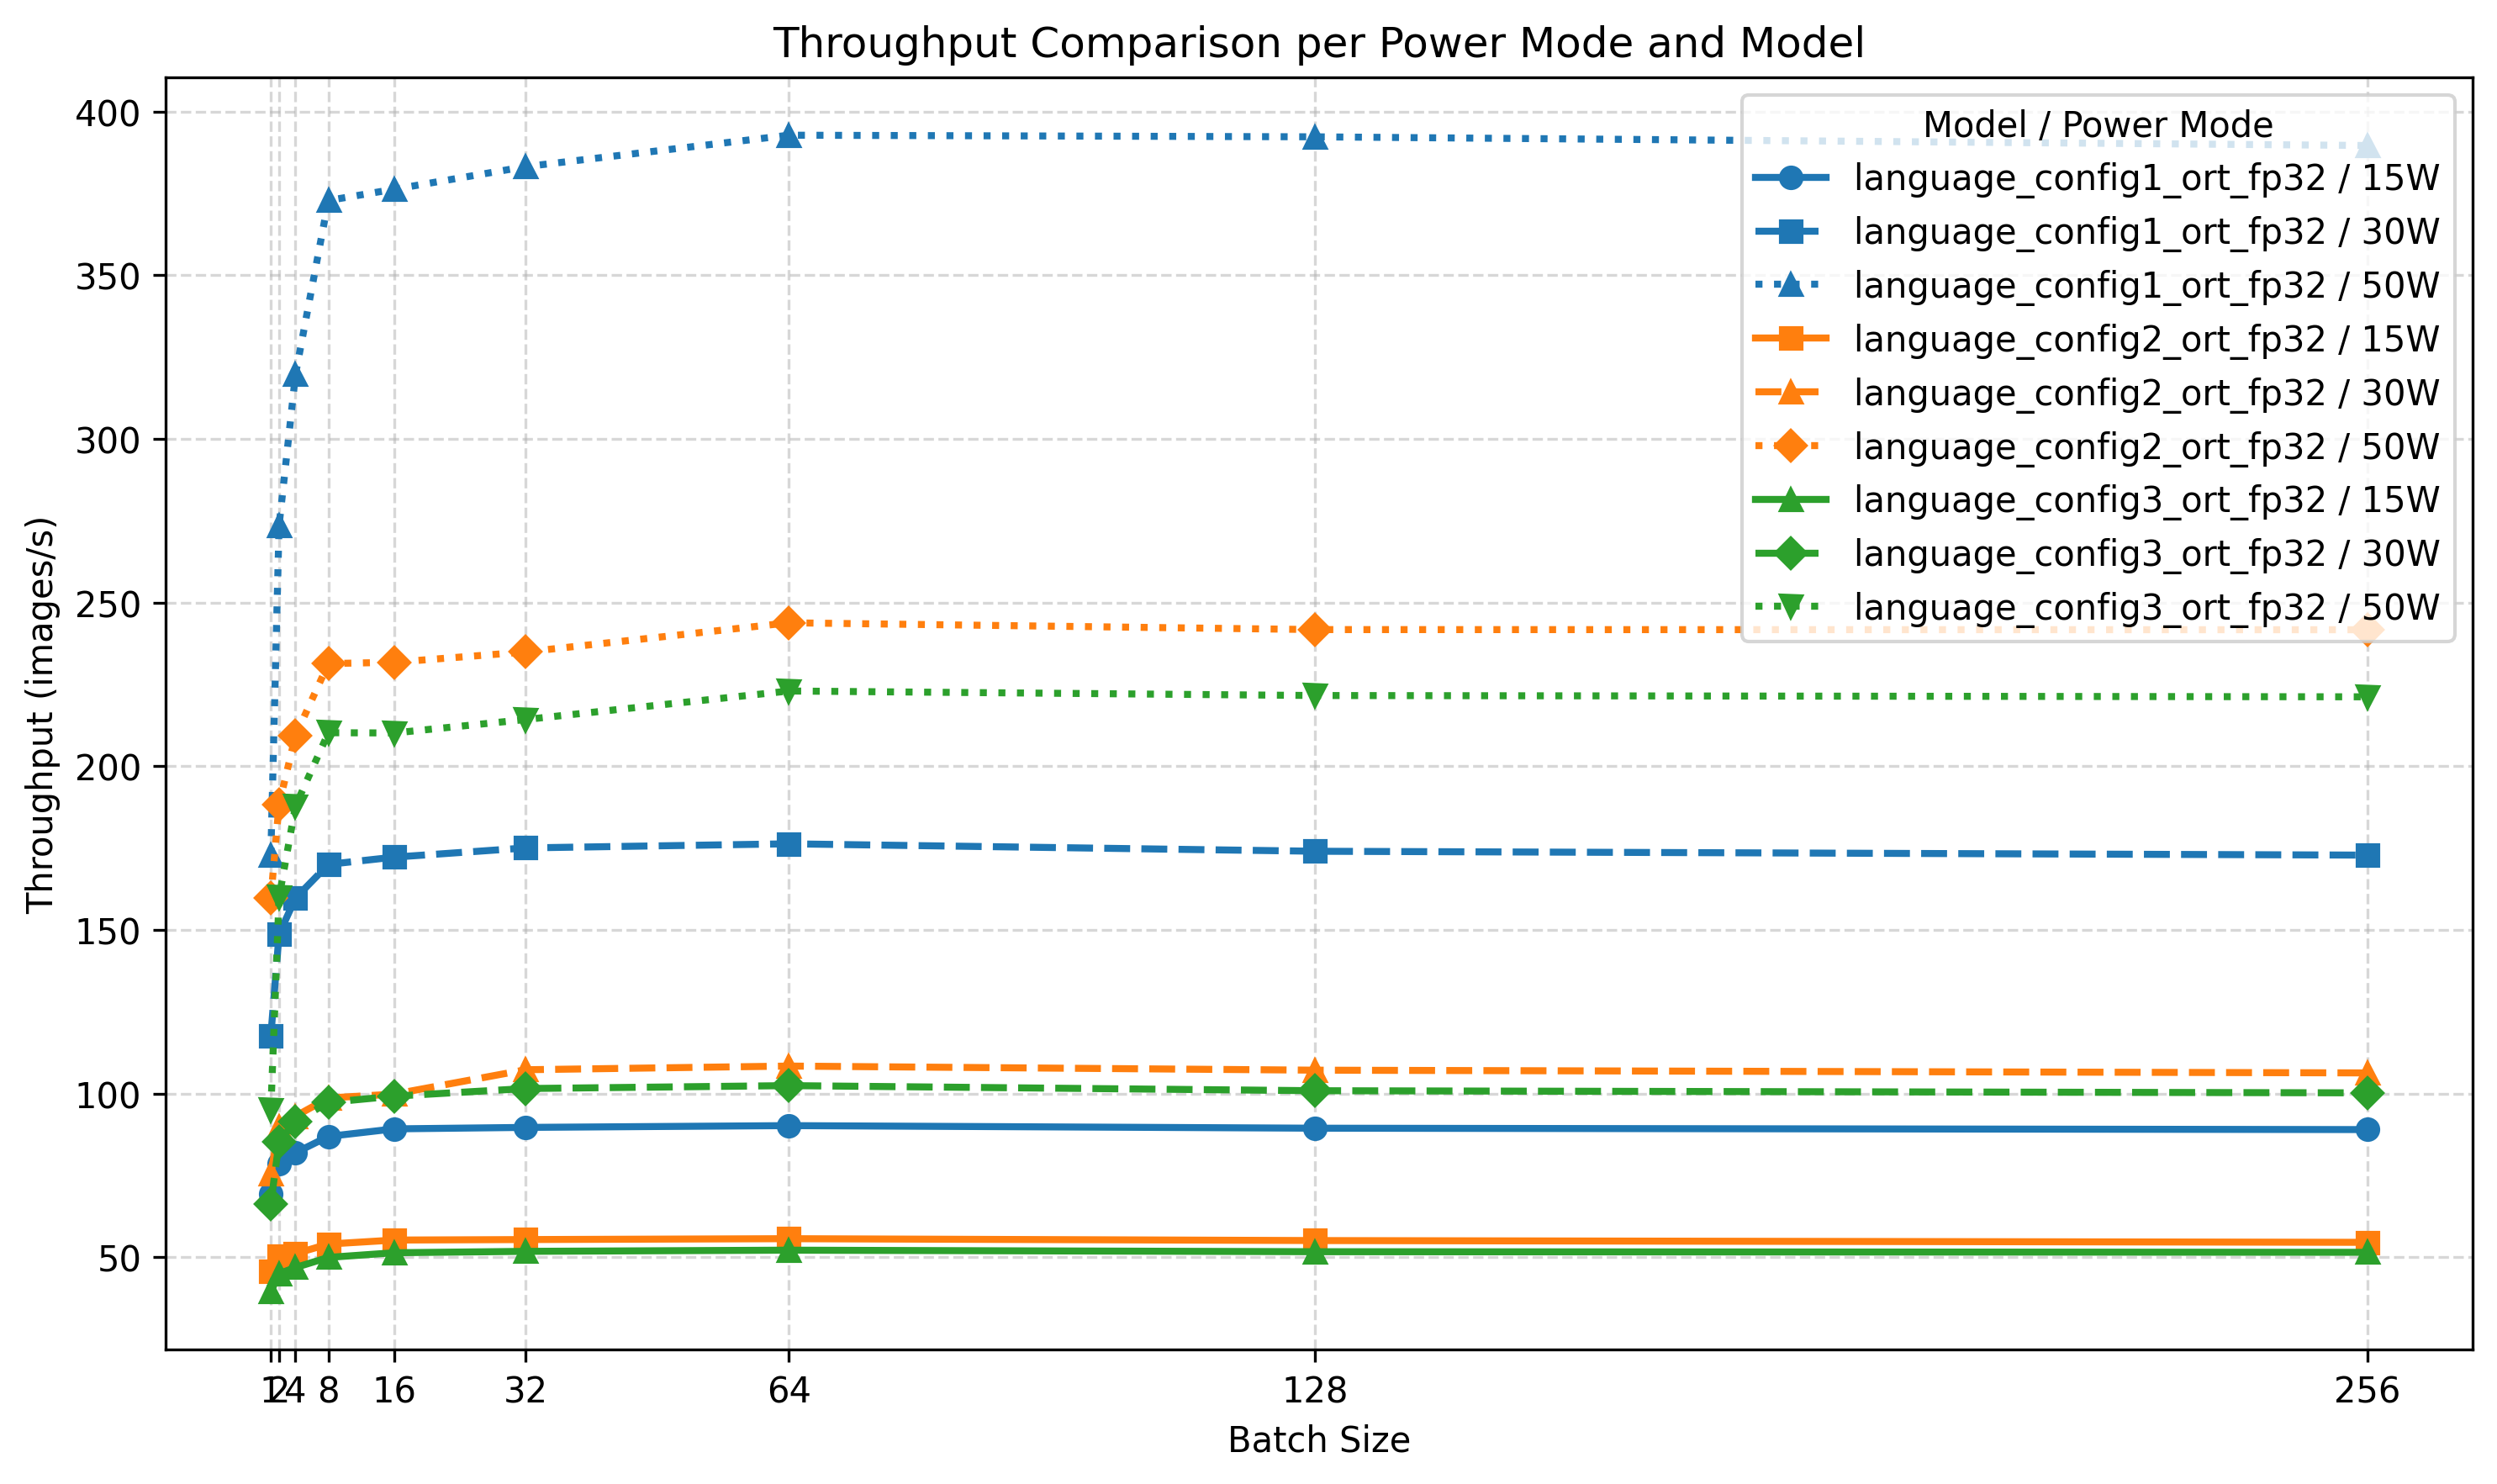 Throughput Comparison per Power Mode and Model
Throughput (images/s)
400
350
300
250
200
150
100
50
Model / Power Mode
language_config1_ort_fp32 / 15W
language_config1_ort_fp32 / 30W
language_config1_ort_fp32 / 50W
language_config2_ort_fp32 / 15W
language_config2_ort_fp32 / 30W
language_config2_ort_fp32 / 50W
language_config3_ort_fp32 / 15W
language_config3_ort_fp32 / 30W
language_config3_ort_fp32 / 50W
1 2 4 8 16 32 64 128 256
Batch Size